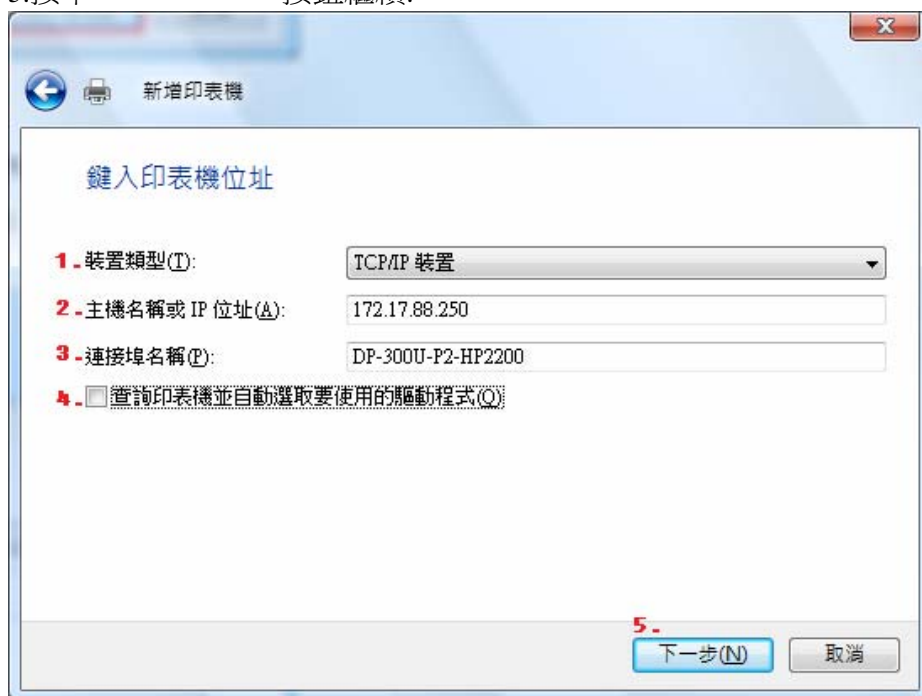 新增印表機
鍵入印表機位址
1.裝置類型(T): TCP/IP 裝置
2.主機名稱或 IP 位址(A): 172.17.88.250
3.連接埠名稱(P): DP-300U-P2-HP2200
4.查詢印表機並自動選取要使用的驅動程式(Q)
5.
下一步(N) 取消